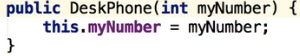 public DeskPhone(int myNumber) {
this.myNumber = myNumber;
}